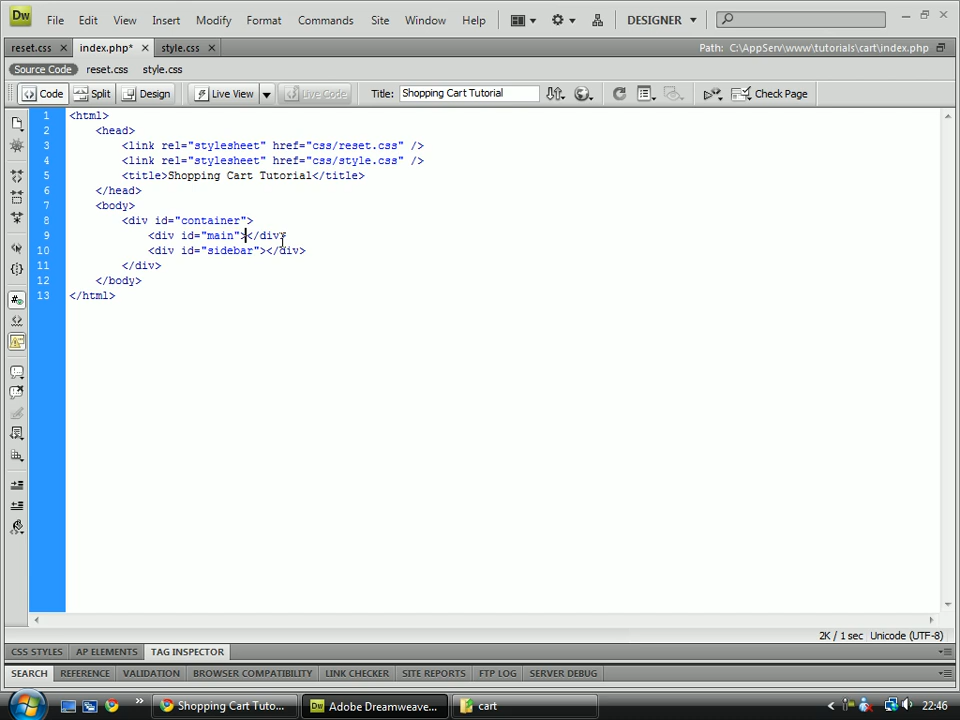 Dw File Edit View Insert Modify Format Commands Site Window Help DESIGNER
reset.css index.php* style.css Path: C:\AppServ\www\tutorials\cart\index.php
Source Code reset.css style.css
Code Split Design Live View Live Code Title: Shopping Cart Tutorial Check Page
1 <html>
2 <head>
3 <link rel="stylesheet" href="css/reset.css" />
4 <link rel="stylesheet" href="css/style.css" />
5 <title>Shopping Cart Tutorial</title>
6 </head>
7 <body>
8 <div id="container">
9 <div id="main"></div>
10 <div id="sidebar"></div>
11 </div>
12 </body>
13 </html>
2K / 1 sec Unicode (UTF-8)
CSS STYLES AP ELEMENTS TAG INSPECTOR
SEARCH REFERENCE VALIDATION BROWSER COMPATIBILITY LINK CHECKER SITE REPORTS FTP LOG SERVER DEBUG
Shopping Cart Tuto... Dw Adobe Dreamweave... cart 22:46